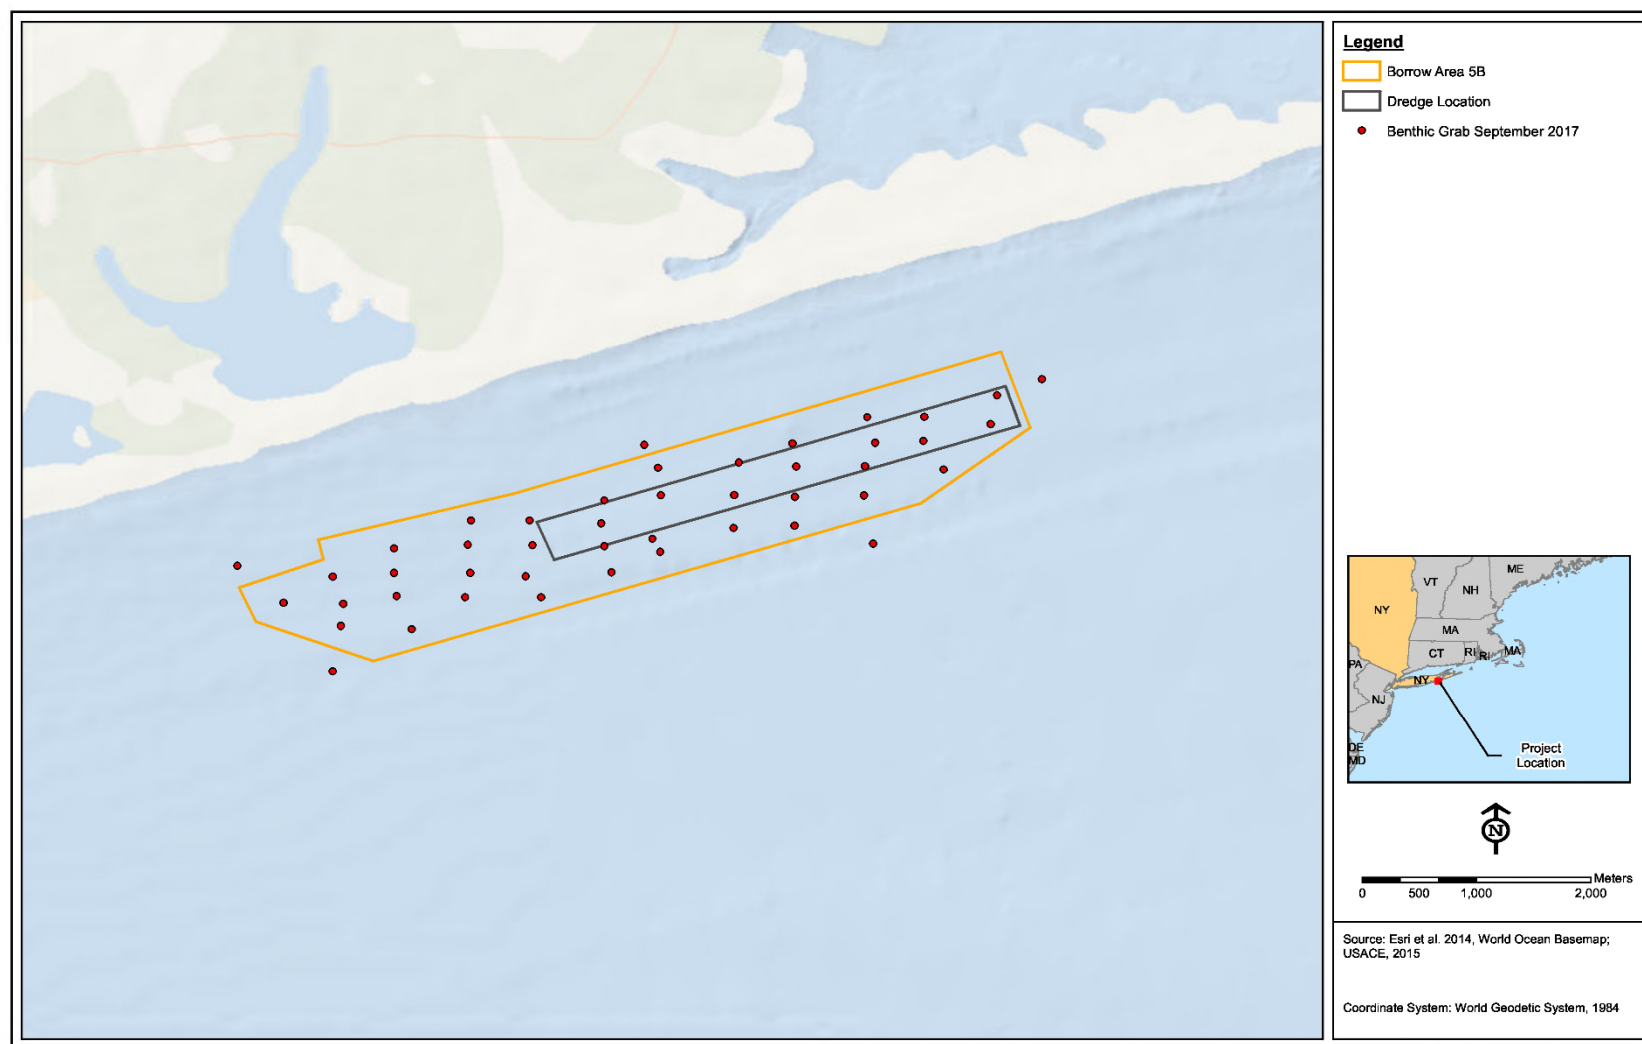 Legend
Borrow Area 5B
Dredge Location
Benthic Grab September 2017
ME
VT
NH
NY
MA
CT
RI
RI
MA
PA
NY
NJ
DE
MD
Project
Location
N
Meters
0 500 1,000 2,000
Source: Esri et al. 2014, World Ocean Basemap;
USACE, 2015
Coordinate System: World Geodetic System, 1984